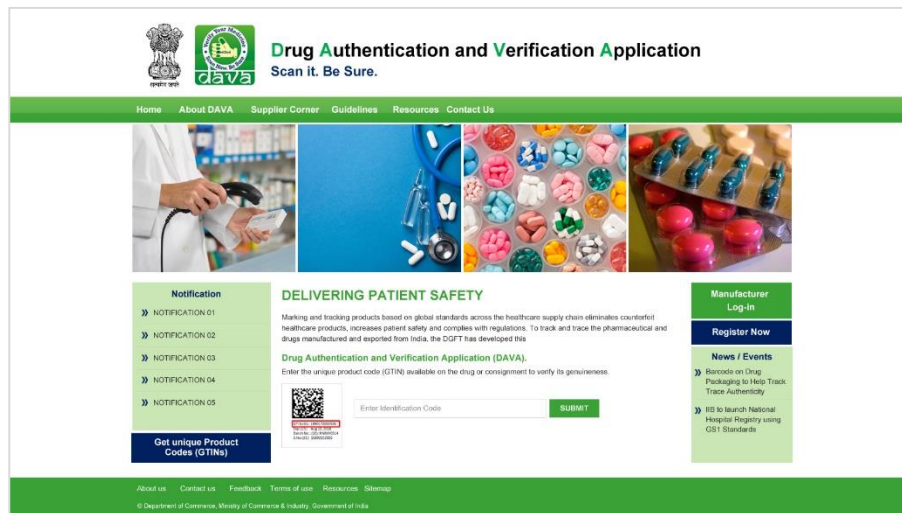 Verify Your Medicine
dava
सत्यमेव जयते
Drug Authentication and Verification Application
Scan it. Be Sure.
Home About DAVA Supplier Corner Guidelines Resources Contact Us
Notification
NOTIFICATION 01
NOTIFICATION 02
NOTIFICATION 03
NOTIFICATION 04
NOTIFICATION 05
Get unique Product
Codes (GTINs)
DELIVERING PATIENT SAFETY
Marking and tracking products based on global standards across the healthcare supply chain eliminates counterfeit
healthcare products, increases patient safety and complies with regulations. To track and trace the pharmaceutical and
drugs manufactured and exported from India, the DGFT has developed this
Drug Authentication and Verification Application (DAVA).
Enter the unique product code (GTIN) available on the drug or consignment to verify its genuineness.
Enter Identification Code
SUBMIT
Manufacturer
Log-in
Register Now
News / Events
Barcode on Drug
Packaging to Help Track
Trace Authenticity
IIB to launch National
Hospital Registry using
GS1 Standards
About us Contact us Feedback Terms of use Resources Sitemap
© Department of Commerce, Ministry of Commerce & Industry, Government of India